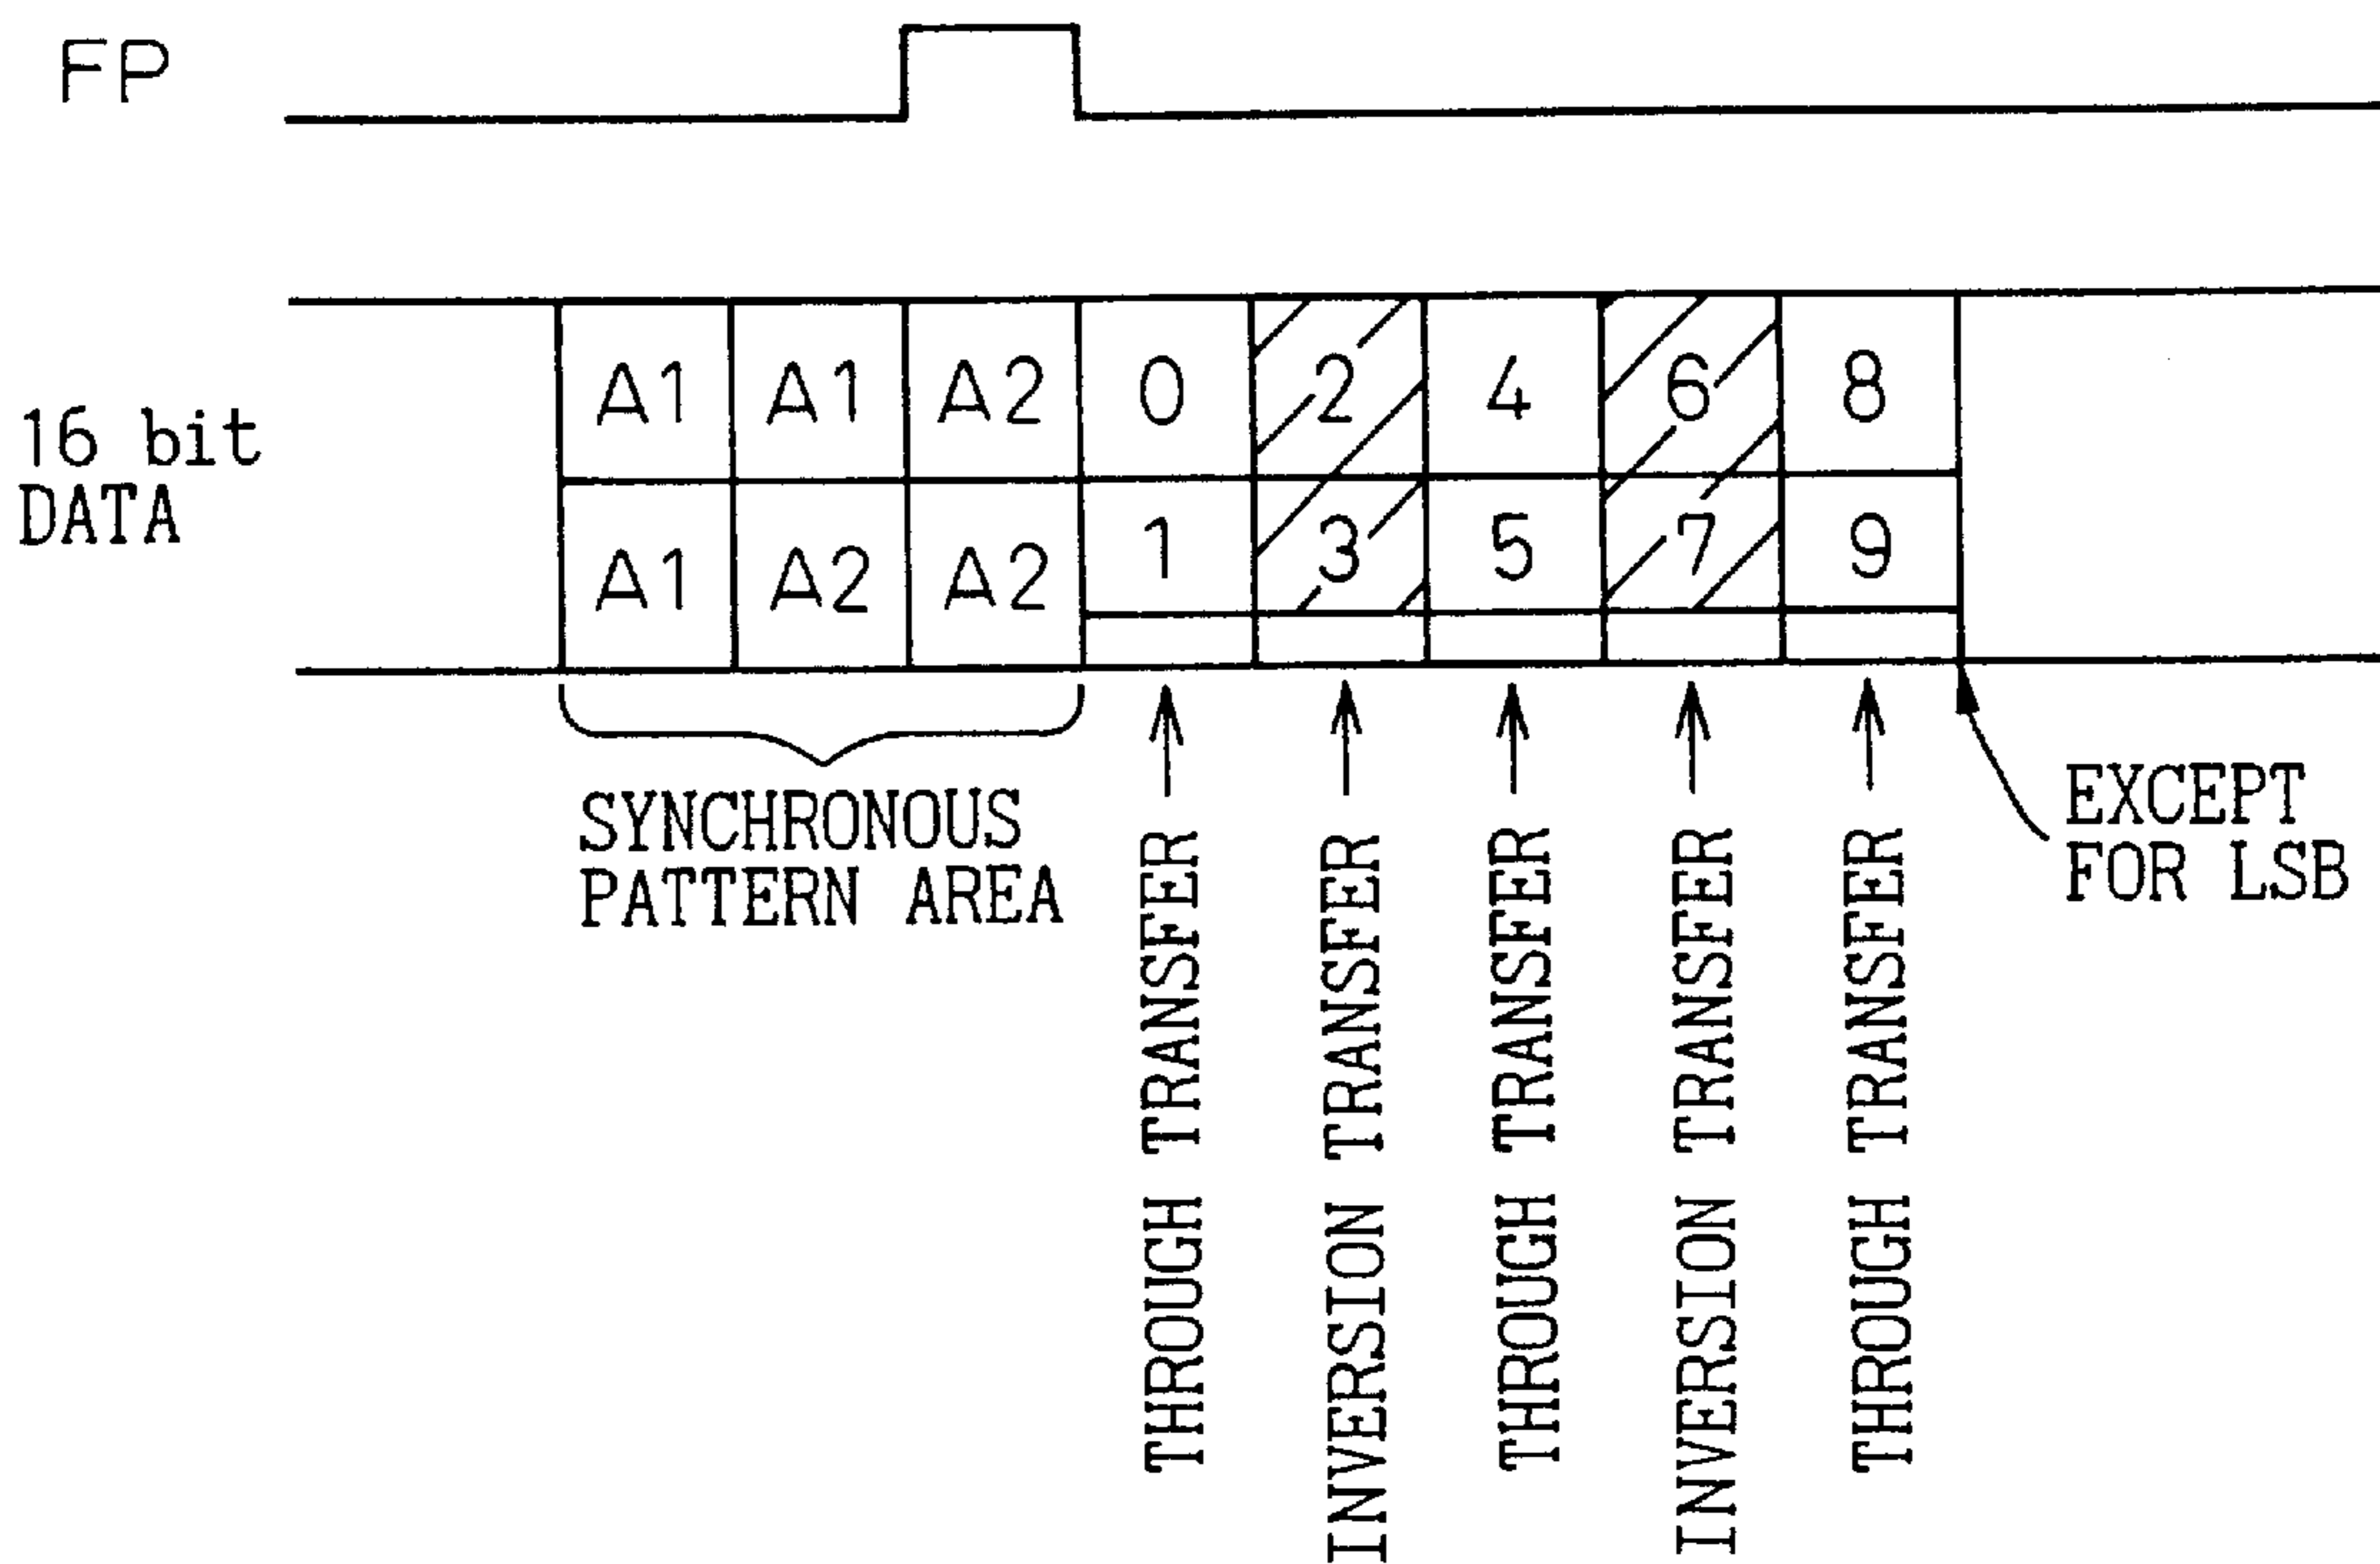 FP
16 bit
DATA
A1 A1 A2 0 2 4 6 8
A1 A2 A2 1 3 5 7 9
SYNCHRONOUS
PATTERN AREA
THROUGH TRANSFER
INVERSION TRANSFER
THROUGH TRANSFER
INVERSION TRANSFER
THROUGH TRANSFER
EXCEPT
FOR LSB